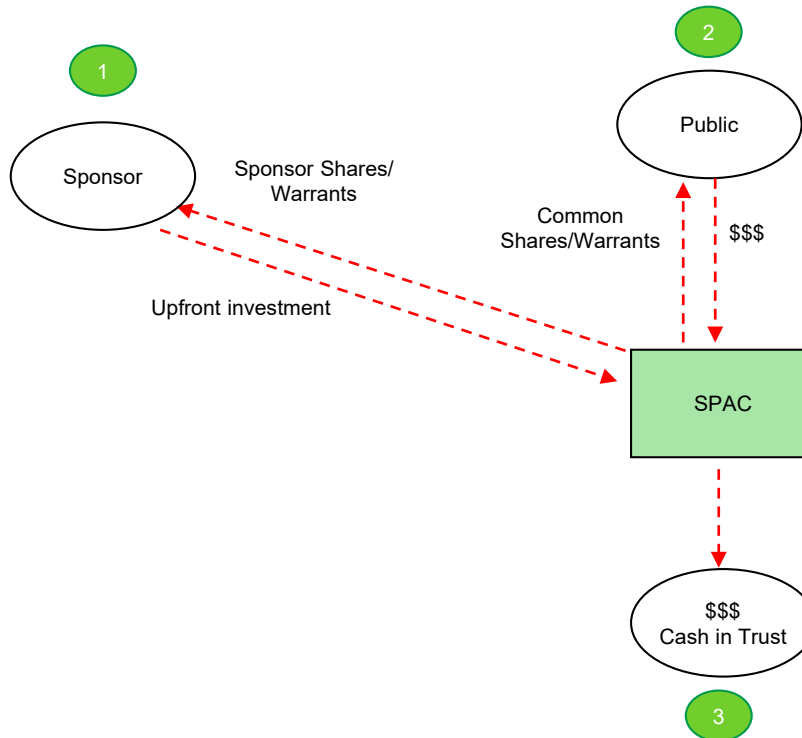 1
2
Public
Sponsor
Sponsor Shares/
Warrants
Common
Shares/Warrants
$$$
Upfront investment
SPAC
$$$
Cash in Trust
3